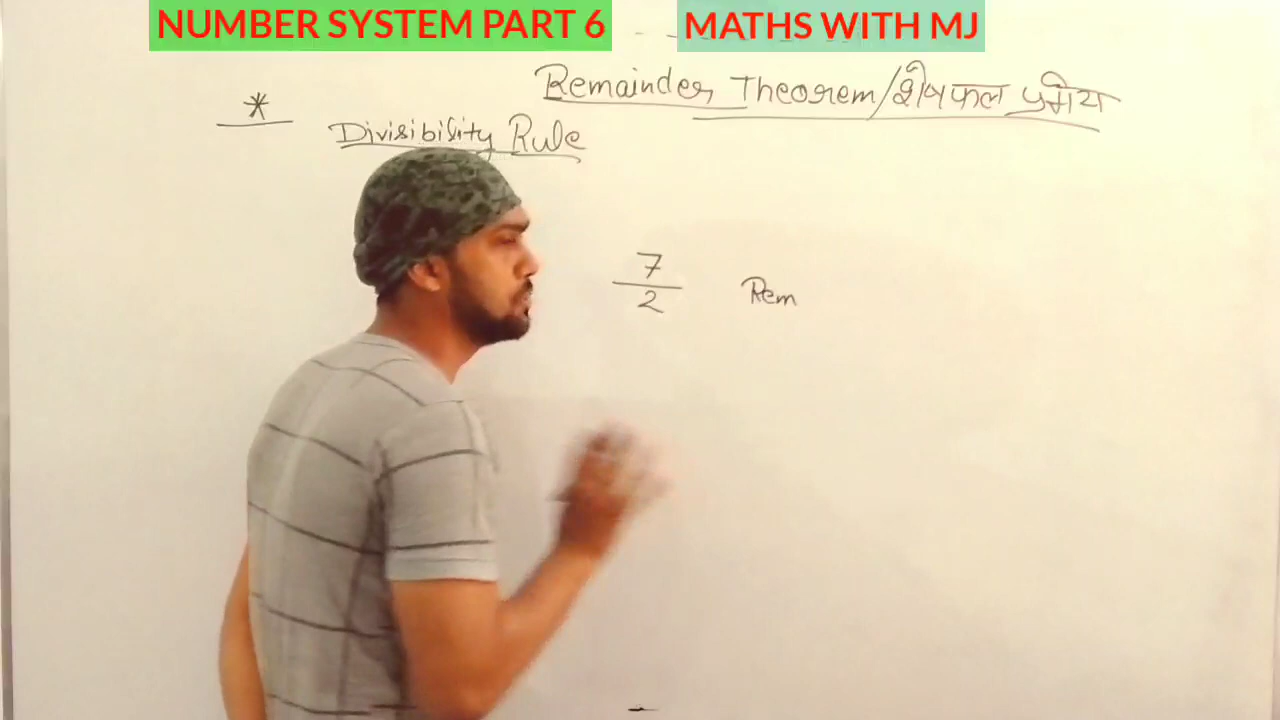 NUMBER SYSTEM PART 6
MATHS WITH MJ
Remainder Theorem/शेषफल प्रमेय
*
Divisibility Rule
7
2
Rem